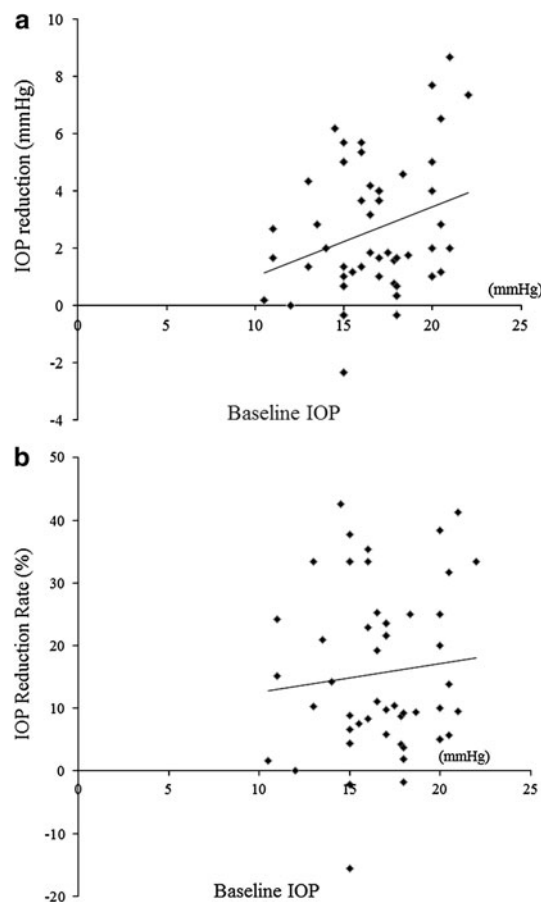 a
IOP reduction (mmHg)
10
8
6
4
2
0
-2
-4
0 5 10 15 20 25
(mmHg)
Baseline IOP
b
IOP Reduction Rate (%)
50
40
30
20
10
0
-10
-20
0 5 10 15 20 25
(mmHg)
Baseline IOP